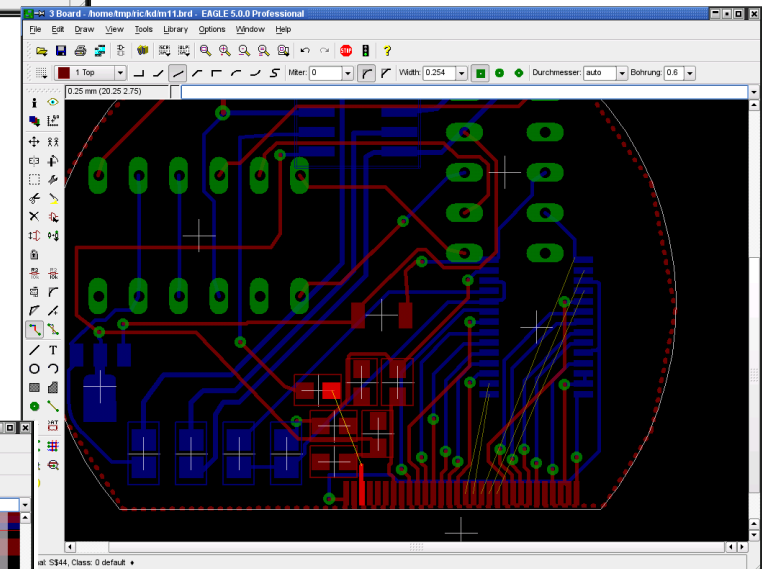 3 Board - /home/tmp/ric/kd/m11.brd - EAGLE 5.0.0 Professional
File Edit Draw View Tools Library Options Window Help
1 Top Miter: 0 Width: 0.254 Durchmesser: auto Bohrung: 0.6
0.25 mm (20.25 2.75)
nal: S$44, Class: 0 default